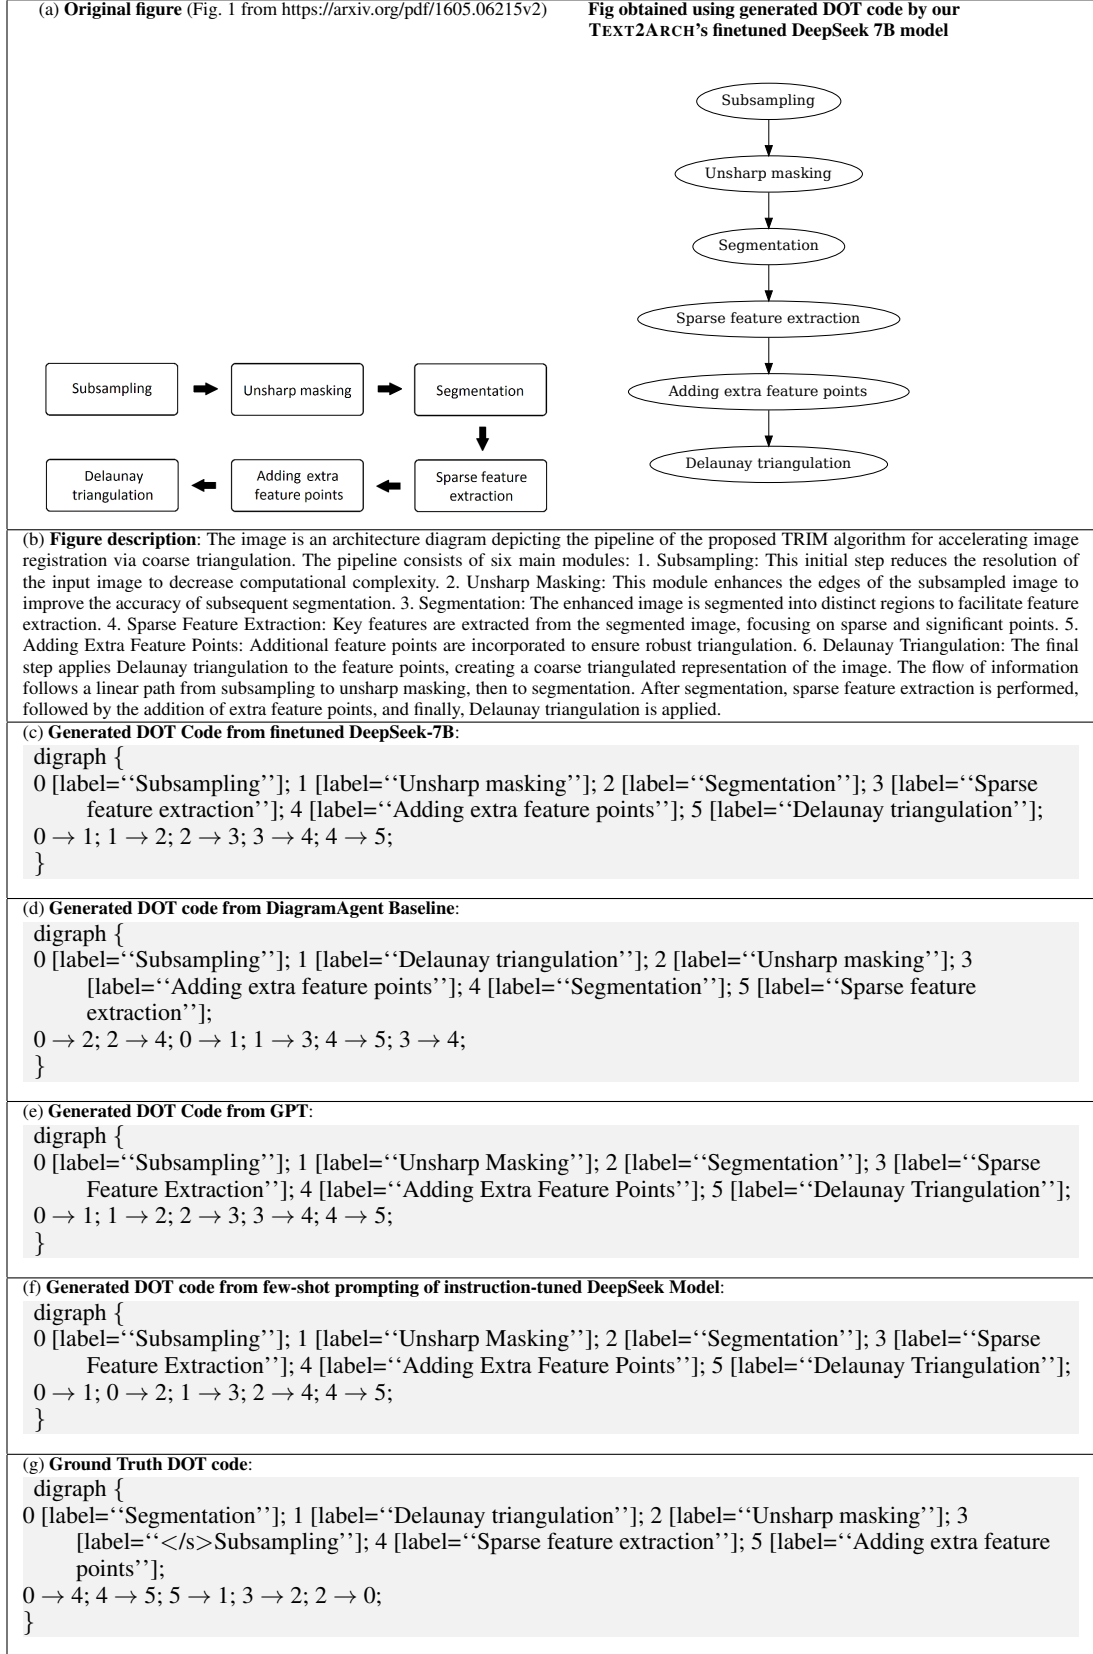 (a) Original figure (Fig. 1 from https://arxiv.org/pdf/1605.06215v2)
Fig obtained using generated DOT code by our
TEXT2ARCH's finetuned DeepSeek 7B model
Subsampling
Unsharp masking
Segmentation
Delaunay
triangulation
Adding extra
feature points
Sparse feature
extraction
Subsampling
Unsharp masking
Segmentation
Sparse feature extraction
Adding extra feature points
Delaunay triangulation
(b) Figure description: The image is an architecture diagram depicting the pipeline of the proposed TRIM algorithm for accelerating image
registration via coarse triangulation. The pipeline consists of six main modules: 1. Subsampling: This initial step reduces the resolution of
the input image to decrease computational complexity. 2. Unsharp Masking: This module enhances the edges of the subsampled image to
improve the accuracy of subsequent segmentation. 3. Segmentation: The enhanced image is segmented into distinct regions to facilitate feature
extraction. 4. Sparse Feature Extraction: Key features are extracted from the segmented image, focusing on sparse and significant points. 5.
Adding Extra Feature Points: Additional feature points are incorporated to ensure robust triangulation. 6. Delaunay Triangulation: The final
step applies Delaunay triangulation to the feature points, creating a coarse triangulated representation of the image. The flow of information
follows a linear path from subsampling to unsharp masking, then to segmentation. After segmentation, sparse feature extraction is performed,
followed by the addition of extra feature points, and finally, Delaunay triangulation is applied.
(c) Generated DOT Code from finetuned DeepSeek-7B:
digraph {
0 [label=‘‘Subsampling’’]; 1 [label=‘‘Unsharp masking’’]; 2 [label=‘‘Segmentation’’]; 3 [label=‘‘Sparse
feature extraction’’]; 4 [label=‘‘Adding extra feature points’’]; 5 [label=‘‘Delaunay triangulation’’];
0 → 1; 1 → 2; 2 → 3; 3 → 4; 4 → 5;
}
(d) Generated DOT code from DiagramAgent Baseline:
digraph {
0 [label=‘‘Subsampling’’]; 1 [label=‘‘Delaunay triangulation’’]; 2 [label=‘‘Unsharp masking’’]; 3
[label=‘‘Adding extra feature points’’]; 4 [label=‘‘Segmentation’’]; 5 [label=‘‘Sparse feature
extraction’’];
0 → 2; 2 → 4; 0 → 1; 1 → 3; 4 → 5; 3 → 4;
}
(e) Generated DOT Code from GPT:
digraph {
0 [label=‘‘Subsampling’’]; 1 [label=‘‘Unsharp Masking’’]; 2 [label=‘‘Segmentation’’]; 3 [label=‘‘Sparse
Feature Extraction’’]; 4 [label=‘‘Adding Extra Feature Points’’]; 5 [label=‘‘Delaunay Triangulation’’];
0 → 1; 1 → 2; 2 → 3; 3 → 4; 4 → 5;
}
(f) Generated DOT code from few-shot prompting of instruction-tuned DeepSeek Model:
digraph {
0 [label=‘‘Subsampling’’]; 1 [label=‘‘Unsharp Masking’’]; 2 [label=‘‘Segmentation’’]; 3 [label=‘‘Sparse
Feature Extraction’’]; 4 [label=‘‘Adding Extra Feature Points’’]; 5 [label=‘‘Delaunay Triangulation’’];
0 → 1; 0 → 2; 1 → 3; 2 → 4; 4 → 5;
}
(g) Ground Truth DOT code:
digraph {
0 [label=‘‘Segmentation’’]; 1 [label=‘‘Delaunay triangulation’’]; 2 [label=‘‘Unsharp masking’’]; 3
[label=‘‘</s>Subsampling’’]; 4 [label=‘‘Sparse feature extraction’’]; 5 [label=‘‘Adding extra feature
points’’];
0 → 4; 4 → 5; 5 → 1; 3 → 2; 2 → 0;
}